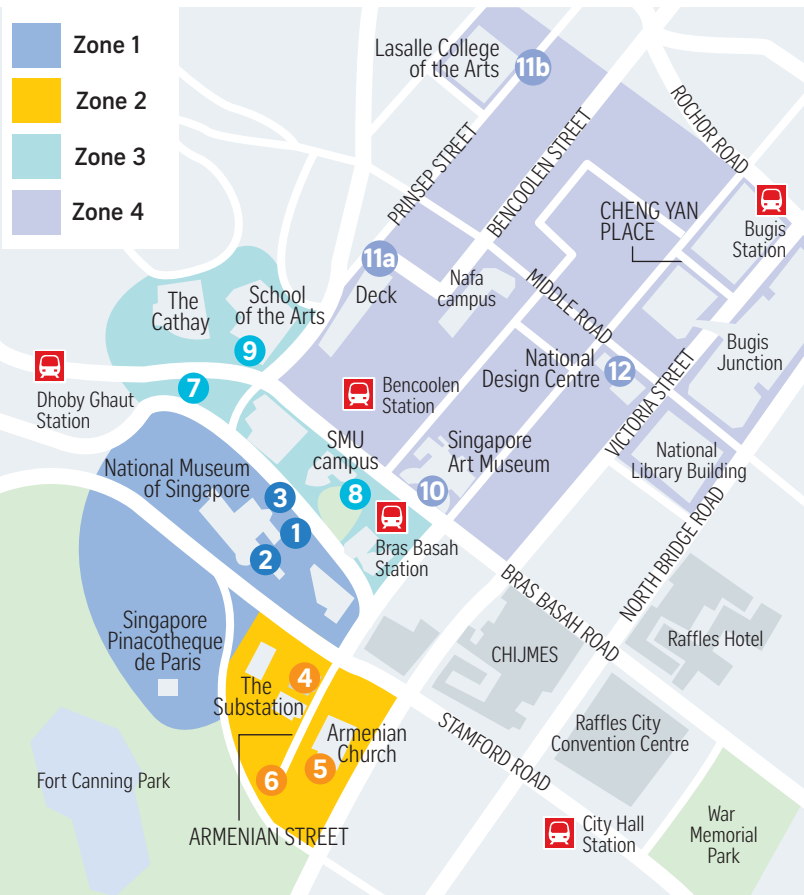 Zone 1
Zone 2
Zone 3
Zone 4
Lasalle College
of the Arts
11b
ROCHOR ROAD
PRINSEP STREET
BENCOOLEN STREET
CHENG YAN
PLACE
Bugis
Station
11a
Deck
Nafa
campus
MIDDLE ROAD
The
Cathay
School
of the Arts
9
Bugis
Junction
National
Design Centre
12
VICTORIA STREET
Dhoby Ghaut
Station
7
Bencoolen
Station
SMU
campus
Singapore
Art Museum
National
Library Building
National Museum
of Singapore
3
8
10
1
2
Bras Basah
Station
NORTH BRIDGE ROAD
BRAS BASAH ROAD
Singapore
Pinacotheque
de Paris
CHIJMES
Raffles Hotel
4
The
Substation
Armenian
Church
STAMFORD ROAD
Raffles City
Convention Centre
5
6
Fort Canning Park
ARMENIAN STREET
City Hall
Station
War
Memorial
Park